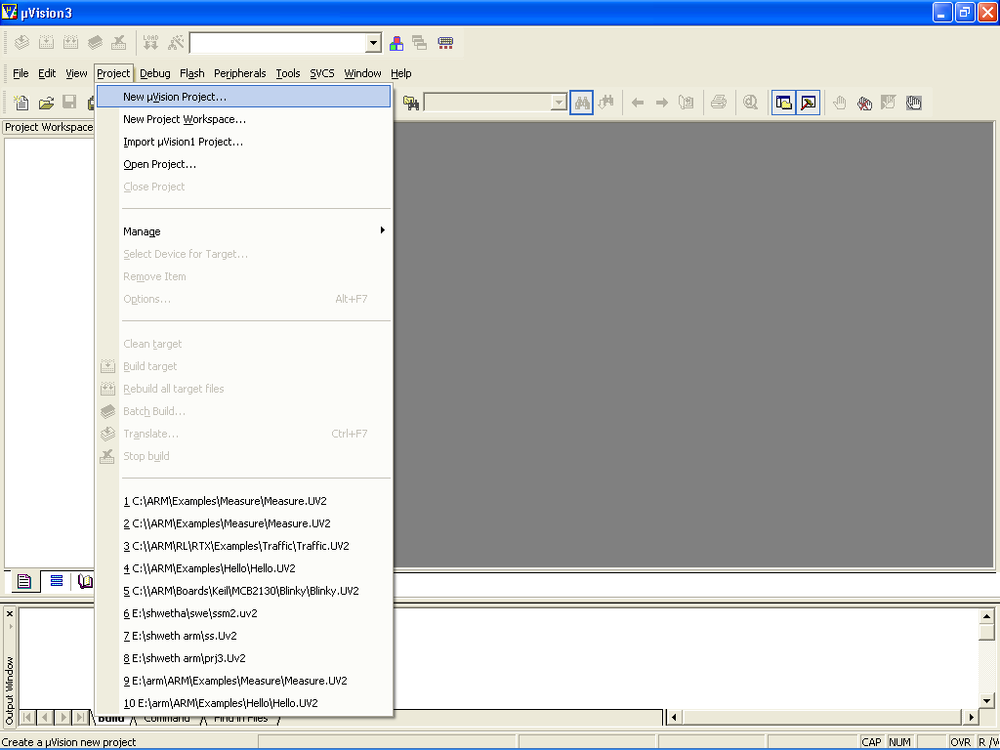 µVision3
LOAD
File Edit View Project Debug Flash Peripherals Tools SVCS Window Help
Project Workspace
New µVision Project...
New Project Workspace...
Import µVision1 Project...
Open Project...
Close Project
Manage
Select Device for Target...
Remove Item
Options... Alt+F7
Clean target
Build target
Rebuild all target files
Batch Build...
Translate... Ctrl+F7
Stop build
1 C:\ARM\Examples\Measure\Measure.UV2
2 C:\\ARM\Examples\Measure\Measure.UV2
3 C:\\ARM\RL\RTX\Examples\Traffic\Traffic.UV2
4 C:\\ARM\Examples\Hello\Hello.UV2
5 C:\\ARM\Boards\Keil\MCB2130\Blinky\Blinky.UV2
6 E:\shwetha\swe\ssm2.uv2
7 E:\shweth arm\ss.Uv2
8 E:\shweth arm\prj3.Uv2
9 E:\arm\ARM\Examples\Measure\Measure.UV2
10 E:\arm\ARM\Examples\Hello\Hello.UV2
Output Window
Build Command Find in Files
Create a µVision new project CAP NUM OVR R /W